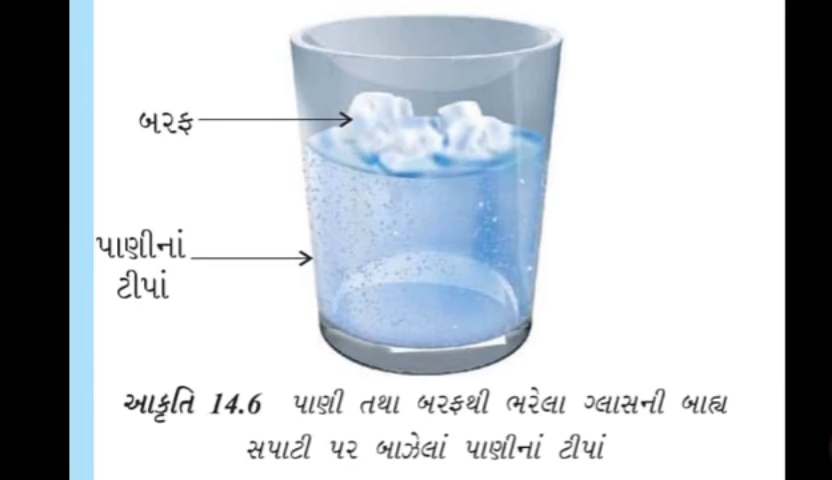 બરફ
પાણીનાં
ટીપાં
આકૃતિ 14.6 પાણી તથા બરફથી ભરેલા ગ્લાસની બાહ્ય
સપાટી પર બાઝેલાં પાણીનાં ટીપાં